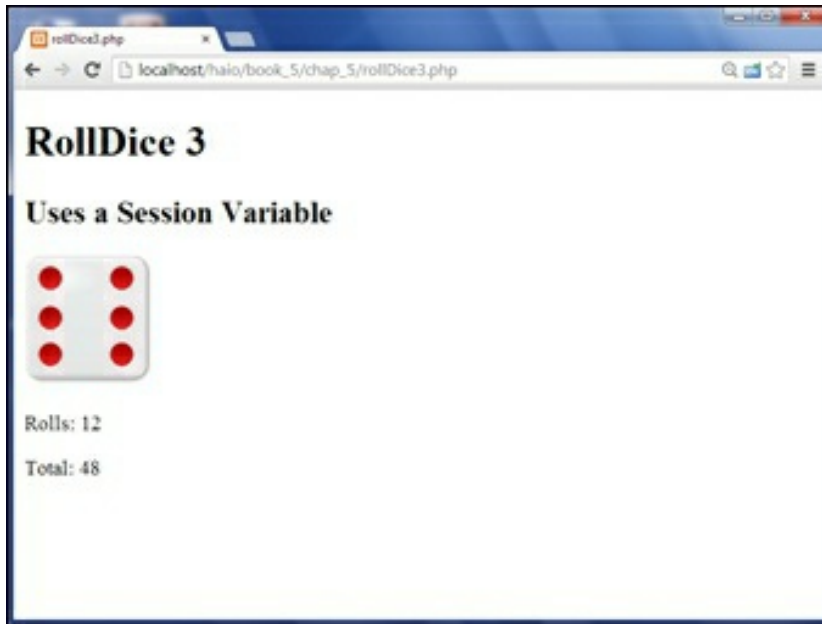 rollDice3.php
localhost/haio/book_5/chap_5/rollDice3.php
RollDice 3
Uses a Session Variable
Rolls: 12
Total: 48